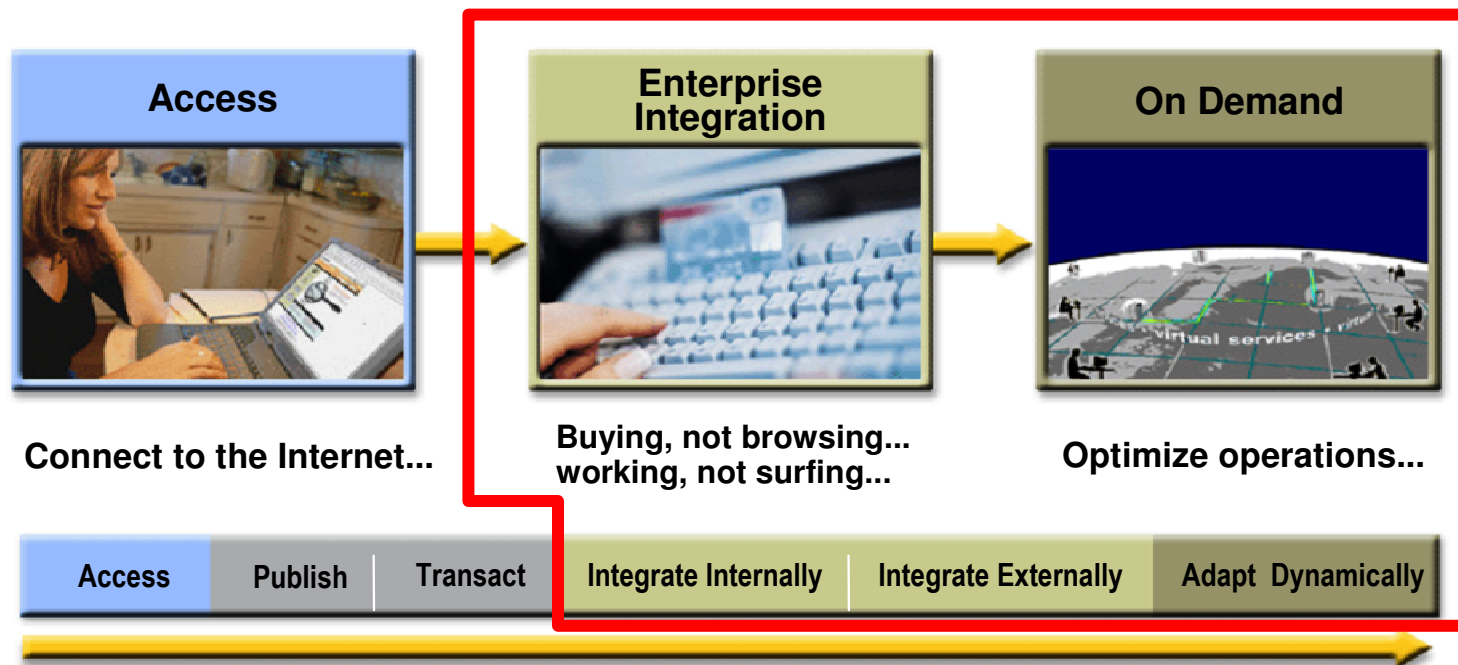 Access
Enterprise
Integration
On Demand
virtual services
Connect to the Internet...
Buying, not browsing...
working, not surfing...
Optimize operations...
Access
Publish
Transact
Integrate Internally
Integrate Externally
Adapt Dynamically